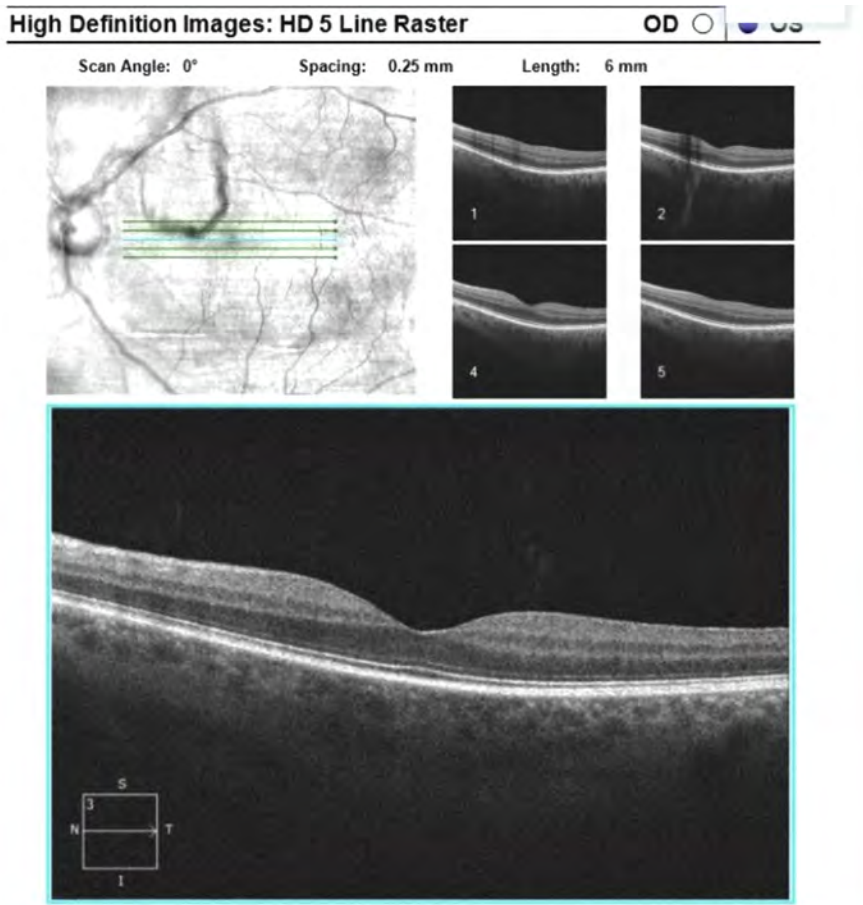 High Definition Images: HD 5 Line Raster OD OS
Scan Angle: 0° Spacing: 0.25 mm Length: 6 mm
1
2
4
5
S
3
N T
I